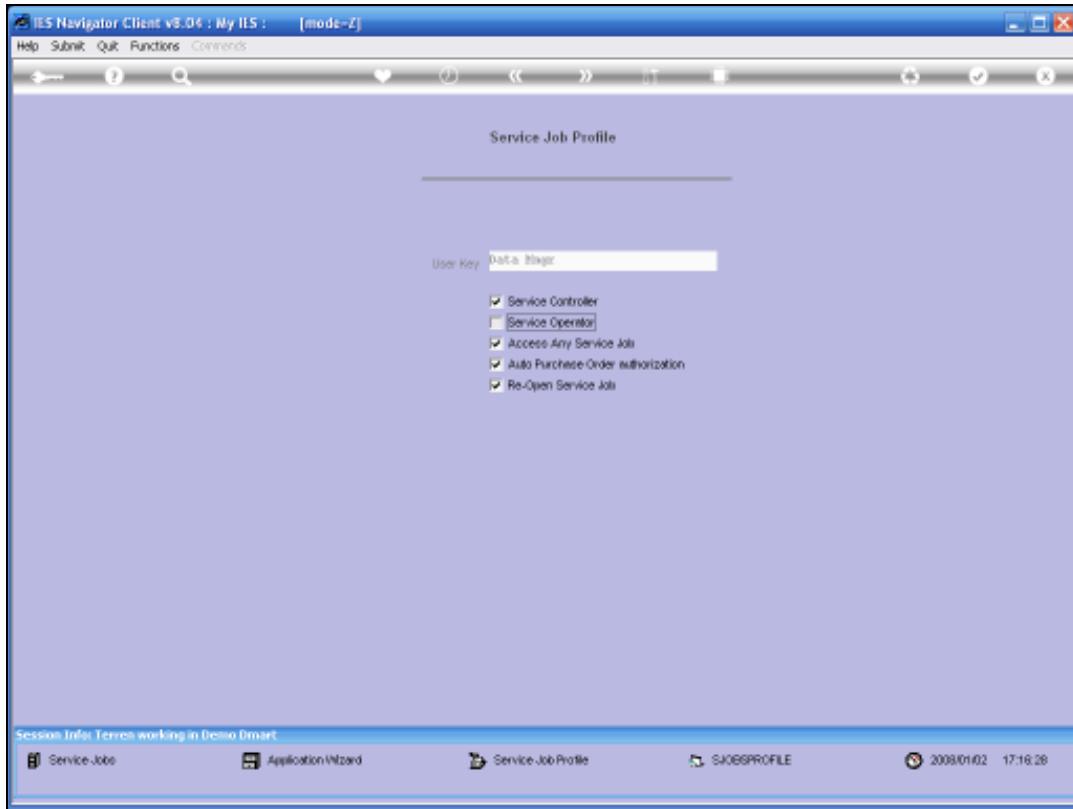 IES Navigator Client v8.04 : My IES : [mode=Z]
Help Submit Quit Functions Commands
Service Job Profile
User Key Data Mngr
Service Controller
Service Operator
Access Any Service Job
Auto Purchase Order authorization
Re-Open Service Job
Session Info: Terren working in Demo Dmart
Service Jobs Application Wizard Service Job Profile SJOBSPROFILE 2008/01/02 17:16:28